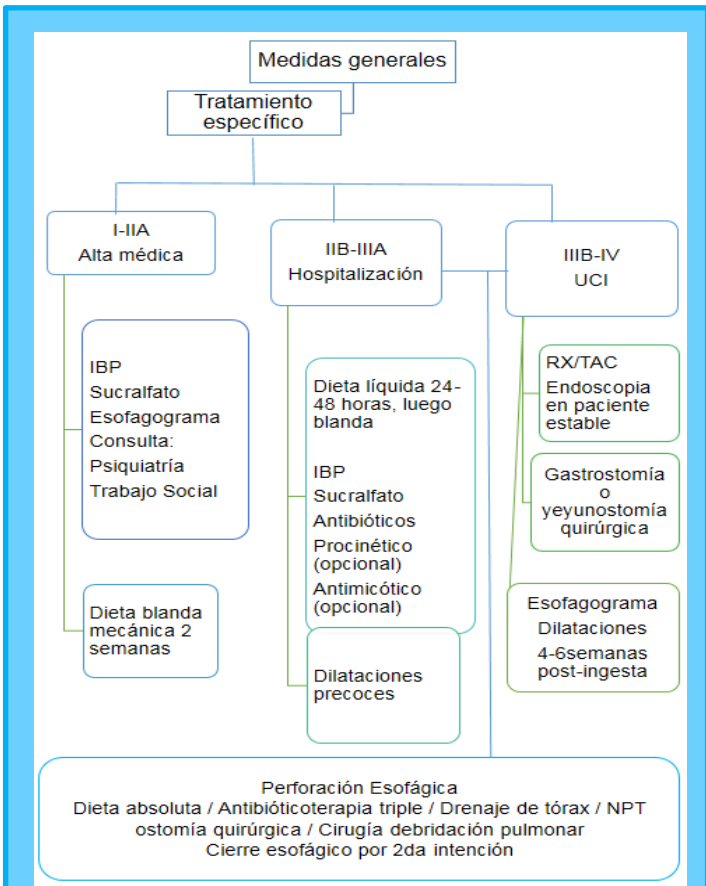 Medidas generales
Tratamiento
específico
I-IIA
Alta médica
IBP
Sucralfato
Esofagograma
Consulta:
Psiquiatría
Trabajo Social
Dieta blanda
mecánica 2
semanas
IIB-IIIA
Hospitalización
Dieta líquida 24-
48 horas, luego
blanda
IBP
Sucralfato
Antibióticos
Procinético
(opcional)
Antimicótico
(opcional)
Dilataciones
precoces
IIIB-IV
UCI
RX/TAC
Endoscopia
en paciente
estable
Gastrostomía
o
yeyunostomía
quirúrgica
Esofagograma
Dilataciones
4-6semanas
post-ingesta
Perforación Esofágica
Dieta absoluta / Antibióticoterapia triple / Drenaje de tórax / NPT
ostomía quirúrgica / Cirugía debridación pulmonar
Cierre esofágico por 2da intención